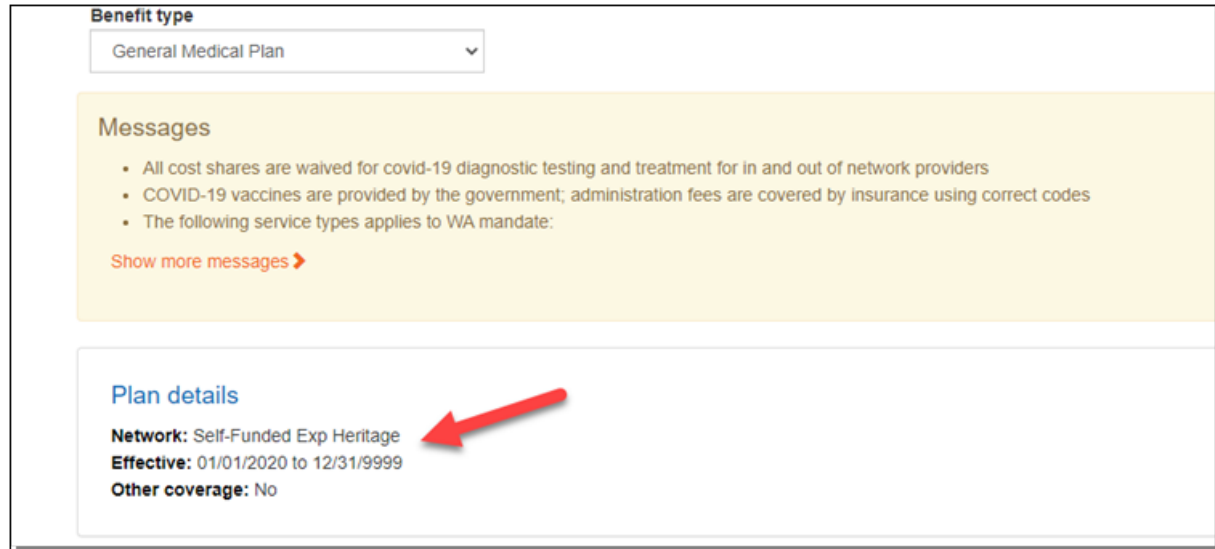 Benefit type
General Medical Plan
Messages
• All cost shares are waived for covid-19 diagnostic testing and treatment for in and out of network providers
• COVID-19 vaccines are provided by the government; administration fees are covered by insurance using correct codes
• The following service types applies to WA mandate:
Show more messages
Plan details
Network: Self-Funded Exp Heritage
Effective: 01/01/2020 to 12/31/9999
Other coverage: No